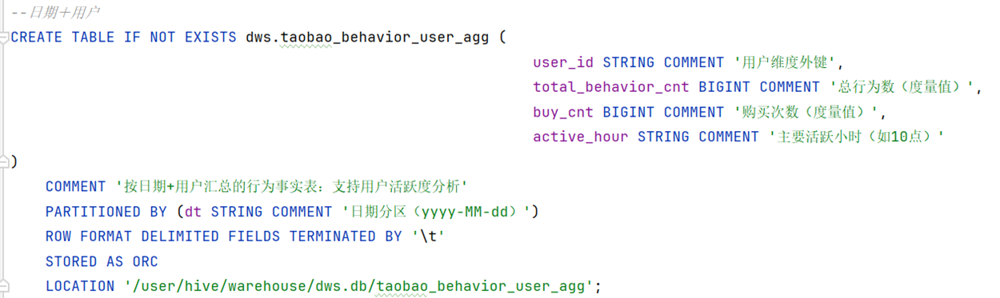 --日期＋用户
CREATE TABLE IF NOT EXISTS dws.taobao_behavior_user_agg (
user_id STRING COMMENT '用户维度外键',
total_behavior_cnt BIGINT COMMENT '总行为数（度量值）',
buy_cnt BIGINT COMMENT '购买次数（度量值）',
active_hour STRING COMMENT '主要活跃小时（如10点）'
)
COMMENT '按日期+用户汇总的行为事实表：支持用户活跃度分析'
PARTITIONED BY (dt STRING COMMENT '日期分区（yyyy-MM-dd）')
ROW FORMAT DELIMITED FIELDS TERMINATED BY '\t'
STORED AS ORC
LOCATION '/user/hive/warehouse/dws.db/taobao_behavior_user_agg';